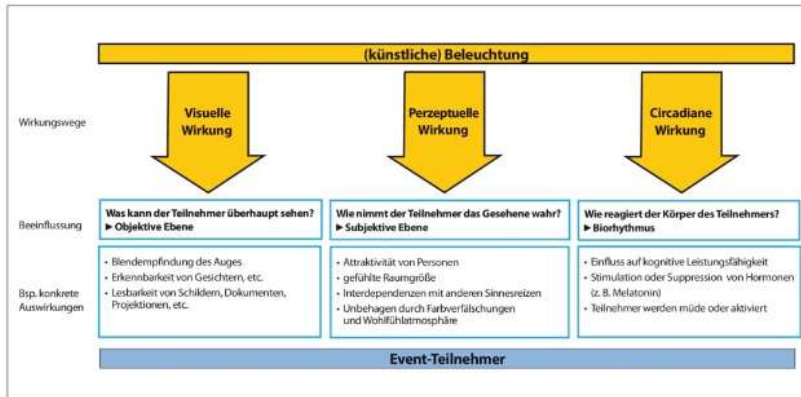 (künstliche) Beleuchtung
Wirkungswege
Visuelle
Wirkung
Perzeptuelle
Wirkung
Circadiane
Wirkung
Beeinflussung
Was kann der Teilnehmer überhaupt sehen?
► Objektive Ebene
Wie nimmt der Teilnehmer das Gesehene wahr?
► Subjektive Ebene
Wie reagiert der Körper des Teilnehmers?
► Biorhythmus
Bsp. konkrete
Auswirkungen
• Blendempfindung des Auges
• Erkennbarkeit von Gesichtern, etc.
• Lesbarkeit von Schildern, Dokumenten,
Projektionen, etc.
• Attraktivität von Personen
• gefühlte Raumgröße
• Interdependenzen mit anderen Sinnesreizen
• Unbehagen durch Farbverfälschungen
und Wohlfühlatmosphäre
• Einfluss auf kognitive Leistungsfähigkeit
• Stimulation oder Suppression von Hormonen
(z. B. Melatonin)
• Teilnehmer werden müde oder aktiviert
Event-Teilnehmer